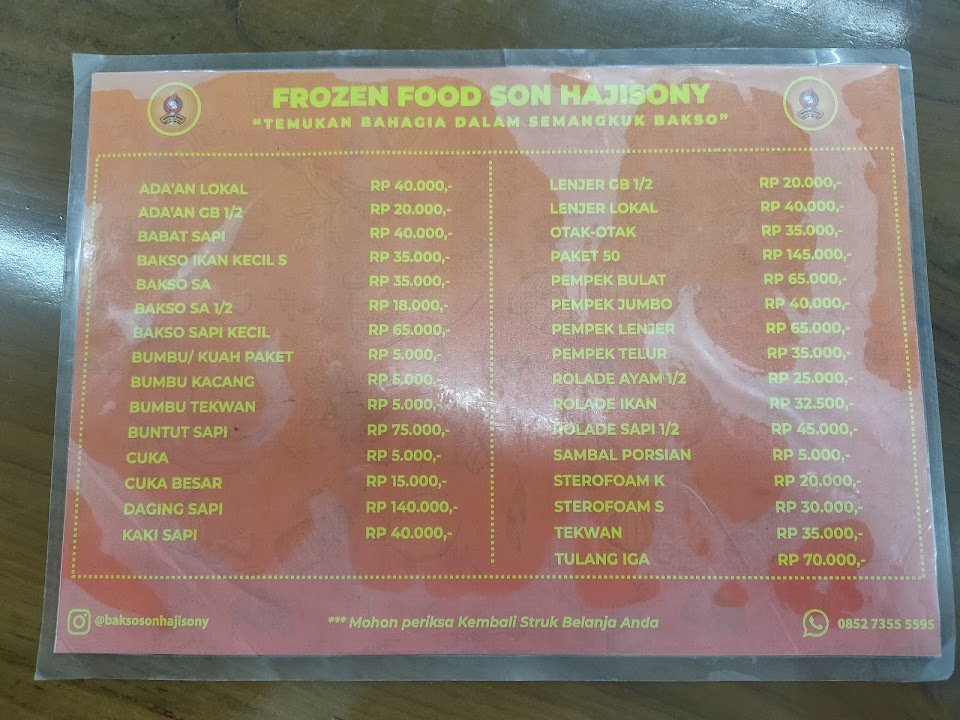 FROZEN FOOD SON HAJISONY
"TEMUKAN BAHAGIA DALAM SEMANGKUK BAKSO"
ADA'AN LOKAL RP 40.000,-
ADA'AN GB 1/2 RP 20.000,-
BABAT SAPI RP 40.000,-
BAKSO IKAN KECIL S RP 35.000,-
BAKSO SA RP 35.000,-
BAKSO SA 1/2 RP 18.000,-
BAKSO SAPI KECIL RP 65.000,-
BUMBU/ KUAH PAKET RP 5.000,-
BUMBU KACANG RP 5.000,-
BUMBU TEKWAN RP 5.000,-
BUNTUT SAPI RP 75.000,-
CUKA RP 5.000,-
CUKA BESAR RP 15.000,-
DAGING SAPI RP 140.000,-
KAKI SAPI RP 40.000,-
LENJER GB 1/2 RP 20.000,-
LENJER LOKAL RP 40.000,-
OTAK-OTAK RP 35.000,-
PAKET 50 RP 145.000,-
PEMPEK BULAT RP 65.000,-
PEMPEK JUMBO RP 40.000,-
PEMPEK LENJER RP 65.000,-
PEMPEK TELUR RP 35.000,-
ROLADE AYAM 1/2 RP 25.000,-
ROLADE IKAN RP 32.500,-
ROLADE SAPI 1/2 RP 45.000,-
SAMBAL PORSIAN RP 5.000,-
STEROFOAM K RP 20.000,-
STEROFOAM S RP 30.000,-
TEKWAN RP 35.000,-
TULANG IGA RP 70.000,-
@baksosonhajisony
*** Mohon periksa Kembali Struk Belanja Anda
0852 7355 5595